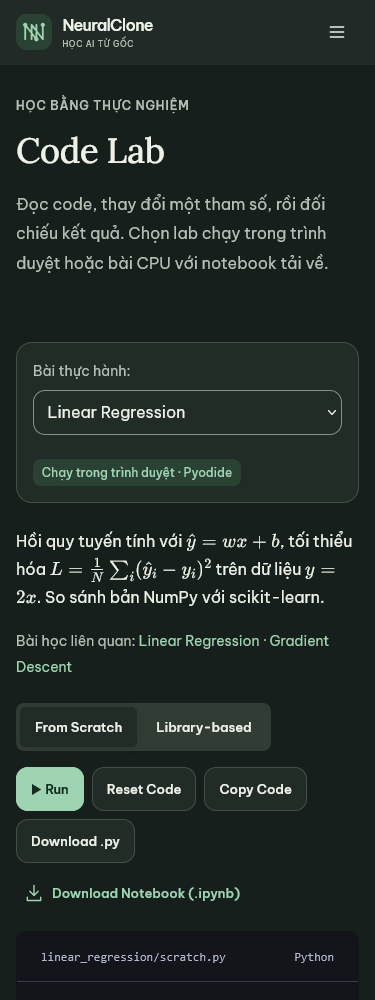 NeuralClone
HỌC AI TỪ GỐC
HỌC BẰNG THỰC NGHIỆM
Code Lab
Đọc code, thay đổi một tham số, rồi đối
chiếu kết quả. Chọn lab chạy trong trình
duyệt hoặc bài CPU với notebook tải về.
Bài thực hành:
Linear Regression
Chạy trong trình duyệt · Pyodide
Hồi quy tuyến tính với ŷ = wx + b, tối thiểu
hóa L = 1/N ∑ᵢ(ŷᵢ − yᵢ)² trên dữ liệu y =
2x. So sánh bản NumPy với scikit-learn.
Bài học liên quan: Linear Regression · Gradient
Descent
From Scratch Library-based
▶ Run Reset Code Copy Code
Download .py
Download Notebook (.ipynb)
linear_regression/scratch.py Python